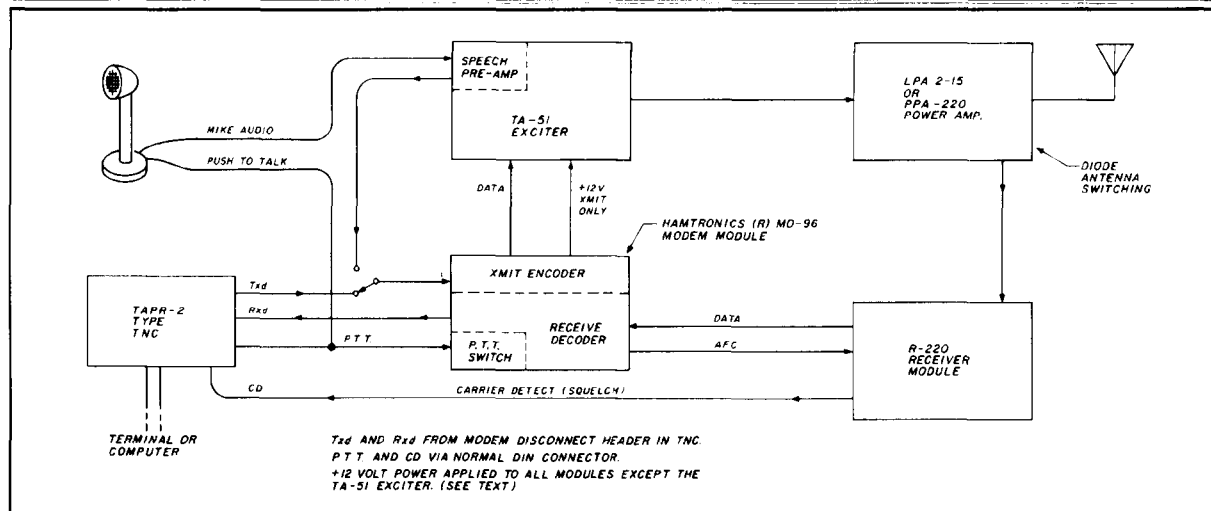 SPEECH
PRE-AMP
TA-51
EXCITER
LPA 2-15
OR
PPA-220
POWER AMP.
MIKE AUDIO
PUSH TO TALK
DATA
+12V
XMIT
ONLY
DIODE
ANTENNA
SWITCHING
HAMTRONICS (R) MO-96
MODEM MODULE
XMIT ENCODER
TAPR-2
TYPE
TNC
Txd
Rxd
P.T.T.
RECEIVE
DECODER
P.T.T.
SWITCH
DATA
AFC
R-220
RECEIVER
MODULE
CD
CARRIER DETECT (SQUELCH)
TERMINAL OR
COMPUTER
Txd AND Rxd FROM MODEM DISCONNECT HEADER IN TNC.
P T T AND CD VIA NORMAL DIN CONNECTOR.
+12 VOLT POWER APPLIED TO ALL MODULES EXCEPT THE
TA-51 EXCITER. (SEE TEXT)